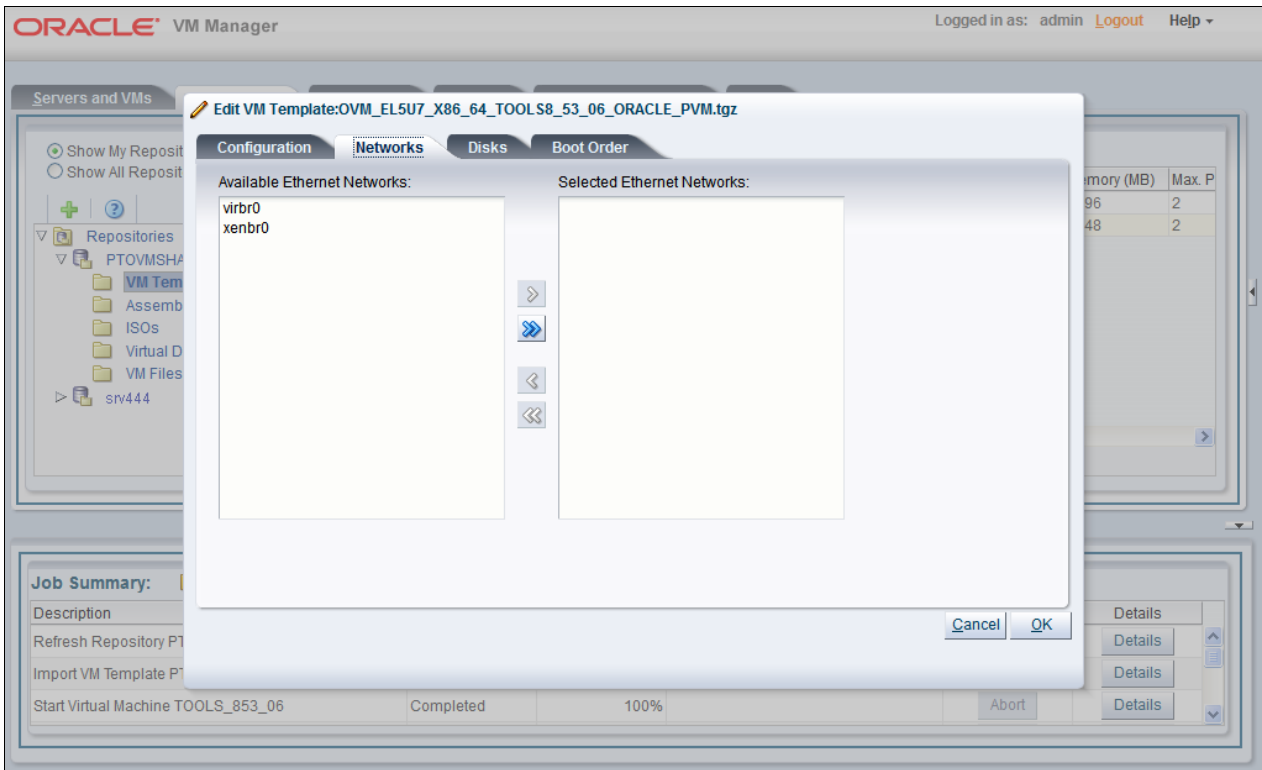 ORACLE VM Manager
Logged in as: admin Logout Help
Servers and VMs
Edit VM Template:OVM_EL5U7_X86_64_TOOLS8_53_06_ORACLE_PVM.tgz
Configuration Networks Disks Boot Order
Show My Reposit
Show All Reposit
Available Ethernet Networks: Selected Ethernet Networks:
virbr0
xenbr0
emory (MB) Max. P
96 2
48 2
Repositories
PTOVMSHA
VM Tem
Assemb
ISOs
Virtual D
VM Files
srv444
Cancel OK
Job Summary:
Description Details
Refresh Repository PT Details
Import VM Template PT Details
Start Virtual Machine TOOLS_853_06 Completed 100% Abort Details